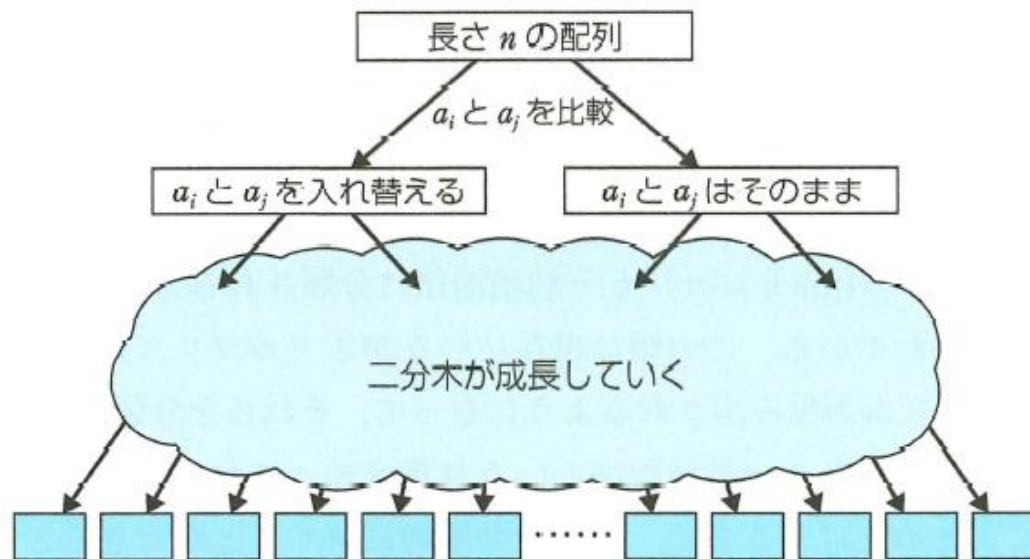 長さ n の配列
a_i と a_j を比較
a_i と a_j を入れ替える
a_i と a_j はそのまま
二分木が成長していく
……